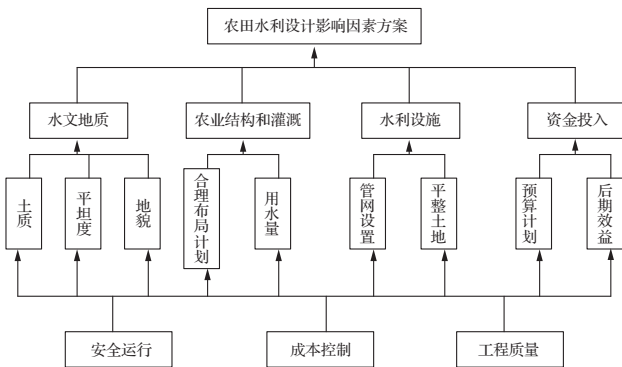 农田水利设计影响因素方案
水文地质
农业结构和灌溉
水利设施
资金投入
土质
平坦度
地貌
合理布局计划
用水量
管网设置
平整土地
预算计划
后期效益
安全运行
成本控制
工程质量